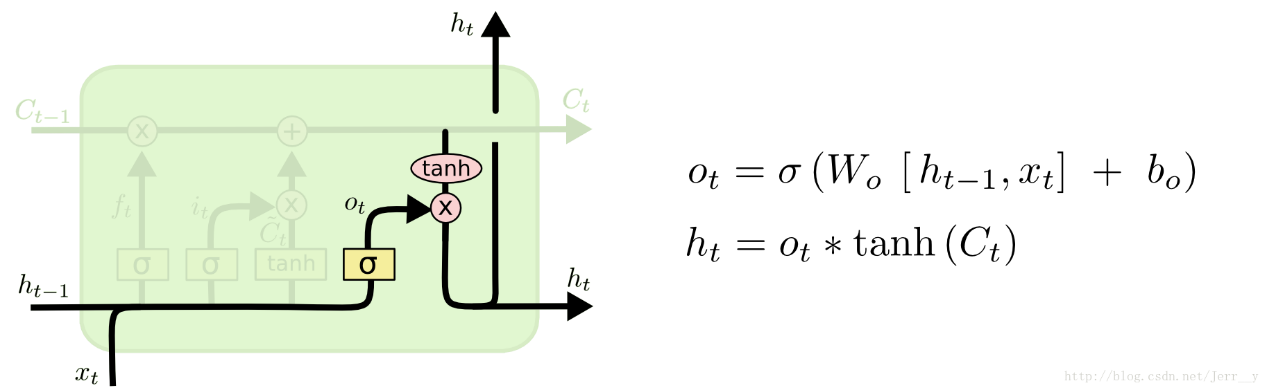 h_t
C_{t-1}
C_t
x
+
tanh
f_t
i_t
x
o_t
x
C̃_t
σ
σ
tanh
σ
h_{t-1}
h_t
x_t
o_t = σ (W_o [h_{t-1}, x_t] + b_o)
h_t = o_t * tanh (C_t)
http://blog.csdn.net/Jerr__y